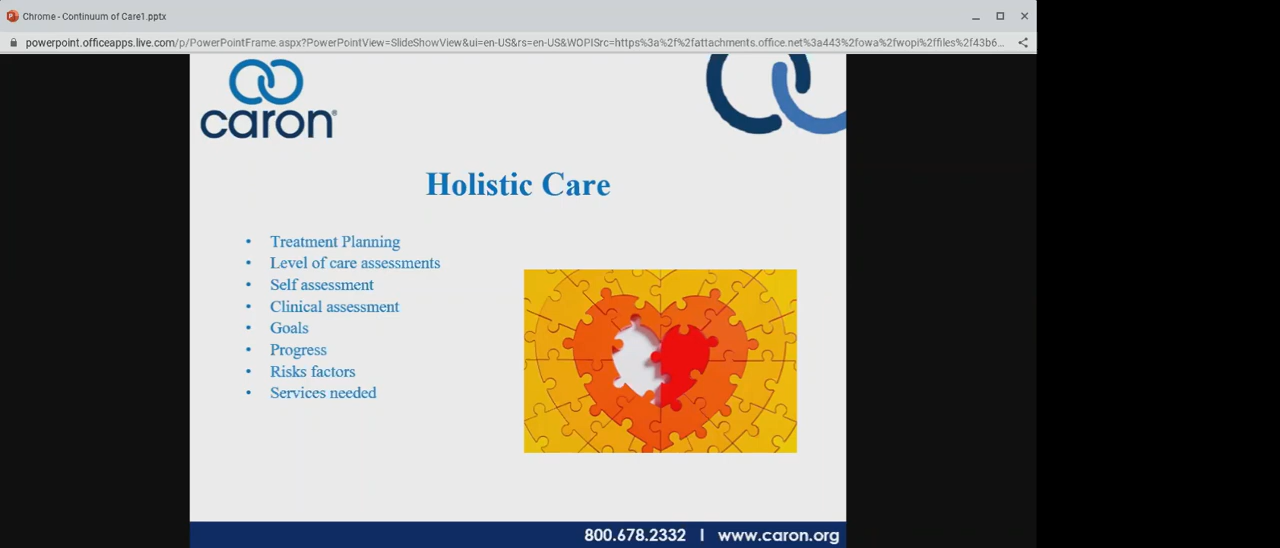 Chrome - Continuum of Care1.pptx
powerpoint.officeapps.live.com/p/PowerPointFrame.aspx?PowerPointView=SlideShowView&ui=en-US&rs=en-US&WOPISrc=https%3a%2f%2fattachments.office.net%3a443%2fowa%2fwopi%2ffiles%2f43b6...
caron®
Holistic Care
• Treatment Planning
• Level of care assessments
• Self assessment
• Clinical assessment
• Goals
• Progress
• Risks factors
• Services needed
800.678.2332 | www.caron.org